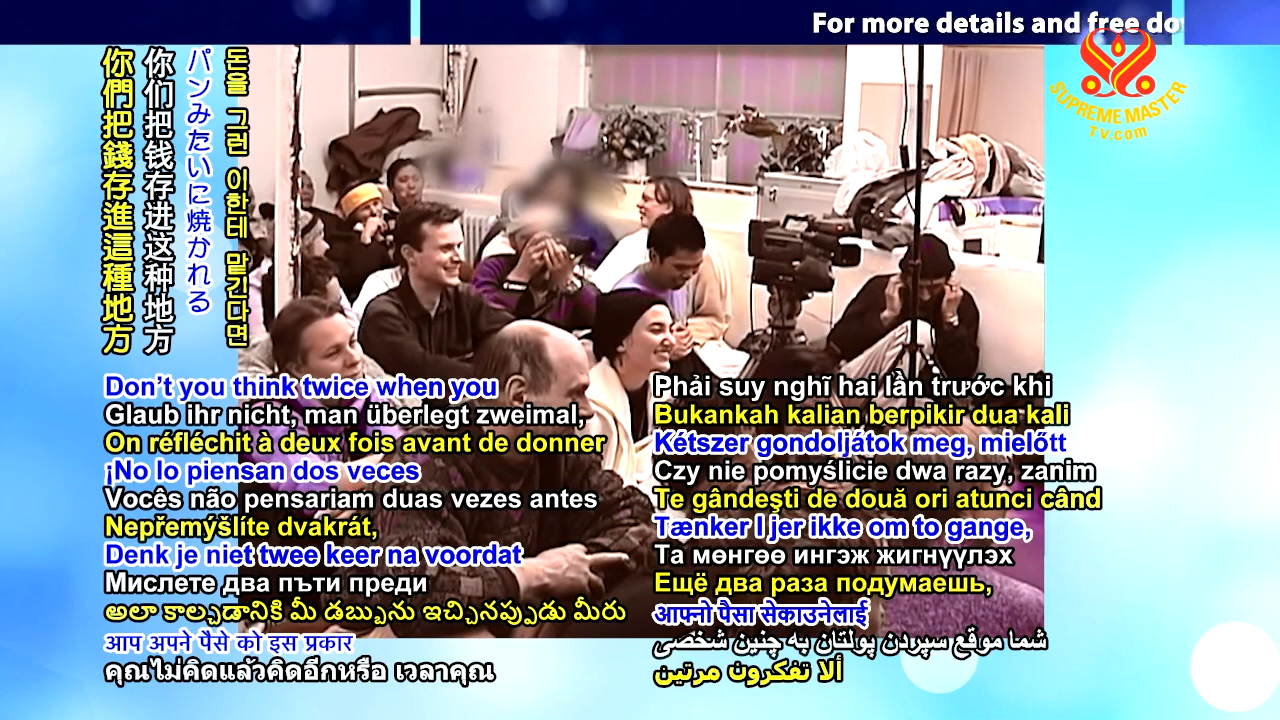 For more details and free do
SUPREME MASTER
TV.com
你們把錢存進這種地方
你们把钱存进这种地方
パンみたいに焼かれる
돈을 그런 이한테 맡긴다면
Don’t you think twice when you
Glaub ihr nicht, man überlegt zweimal,
On réfléchit à deux fois avant de donner
¡No lo piensan dos veces
Vocês não pensariam duas vezes antes
Nepřemýšlíte dvakrát,
Denk je niet twee keer na voordat
Мислете два пъти преди
అలా కాల్చడానికి మీ డబ్బును ఇచ్చినప్పుడు మీరు
आप अपने पैसे को इस प्रकार
คุณไม่คิดแล้วคิดอีกหรือ เวลาคุณ
Phải suy nghĩ hai lần trước khi
Bukankah kalian berpikir dua kali
Kétszer gondoljátok meg, mielőtt
Czy nie pomyślicie dwa razy, zanim
Te gândeşti de două ori atunci când
Tænker I jer ikke om to gange,
Та мөнгөө ингэж жигнүүлэх
Ещё два раза подумаешь,
आफ्नो पैसा सेकाउनेलाई
شما موقع سپردن پولتان به چنین شخصی
ألا تفكرون مرتين